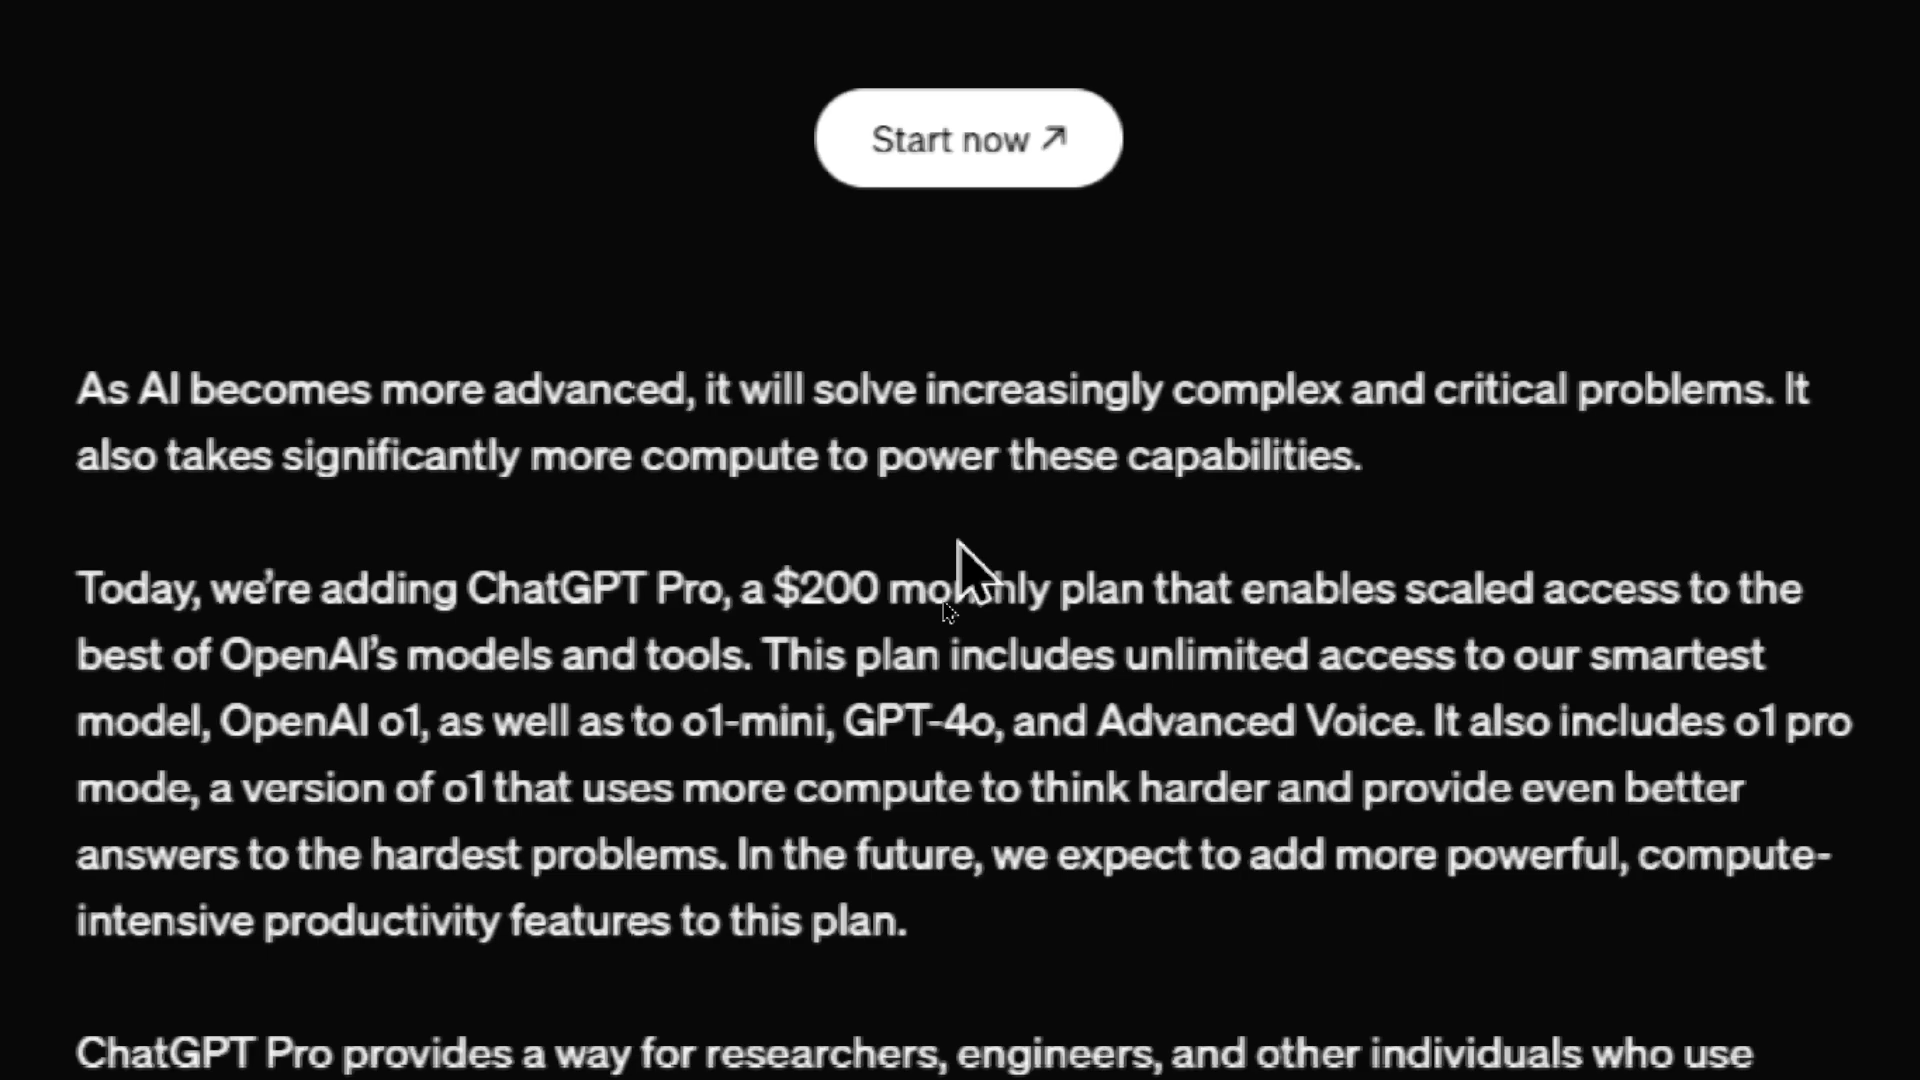 Start now ↗
As AI becomes more advanced, it will solve increasingly complex and critical problems. It
also takes significantly more compute to power these capabilities.
Today, we’re adding ChatGPT Pro, a $200 monthly plan that enables scaled access to the
best of OpenAI’s models and tools. This plan includes unlimited access to our smartest
model, OpenAI o1, as well as to o1-mini, GPT-4o, and Advanced Voice. It also includes o1 pro
mode, a version of o1 that uses more compute to think harder and provide even better
answers to the hardest problems. In the future, we expect to add more powerful, compute-
intensive productivity features to this plan.
ChatGPT Pro provides a way for researchers, engineers, and other individuals who use